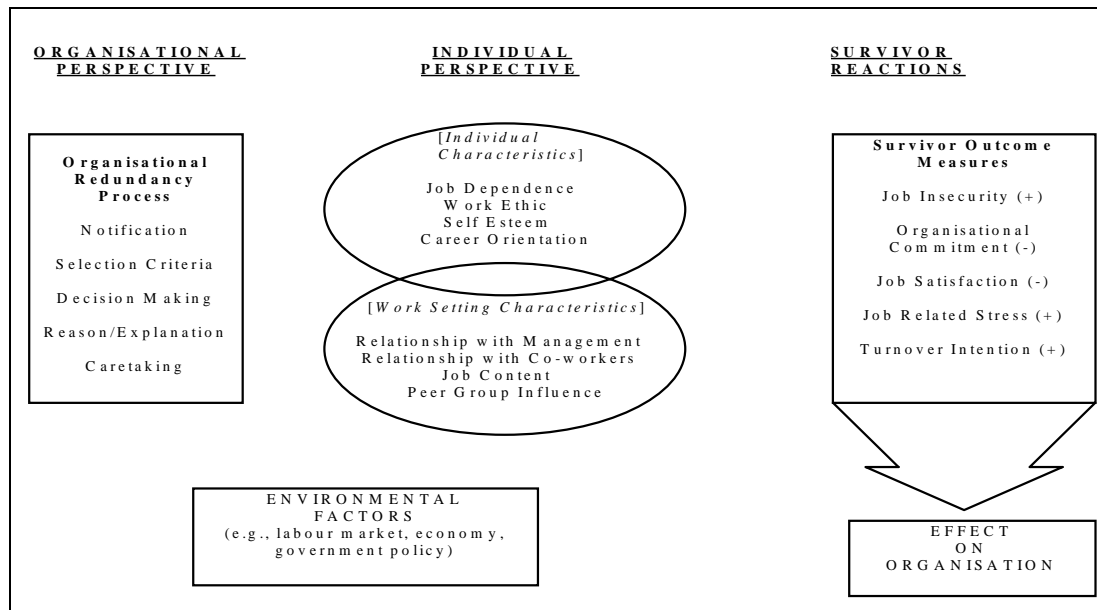 ORGANISATIONAL
PERSPECTIVE
INDIVIDUAL
PERSPECTIVE
SURVIVOR
REACTIONS
Organisational
Redundancy
Process
Notification
Selection Criteria
Decision Making
Reason/Explanation
Caretaking
[Individual
Characteristics]
Job Dependence
Work Ethic
Self Esteem
Career Orientation
[Work Setting Characteristics]
Relationship with Management
Relationship with Co-workers
Job Content
Peer Group Influence
Survivor Outcome
Measures
Job Insecurity (+)
Organisational
Commitment (-)
Job Satisfaction (-)
Job Related Stress (+)
Turnover Intention (+)
ENVIRONMENTAL
FACTORS
(e.g., labour market, economy,
government policy)
EFFECT
ON
ORGANISATION